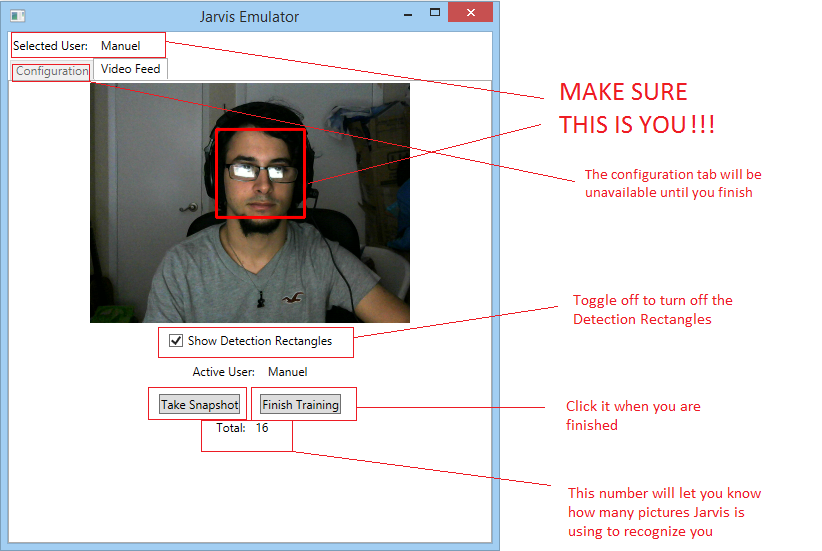 Jarvis Emulator
Selected User: Manuel
Configuration
Video Feed
MAKE SURE
THIS IS YOU!!!
The configuration tab will be
unavailable until you finish
Toggle off to turn off the
Detection Rectangles
Show Detection Rectangles
Active User: Manuel
Take Snapshot
Finish Training
Click it when you are
finished
Total: 16
This number will let you know
how many pictures Jarvis is
using to recognize you